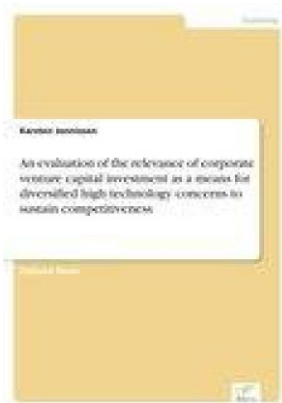 Karsten Jennissen
An evaluation of the relevance of corporate
venture capital investment as a means for
diversified high technology concerns to
sustain competitiveness